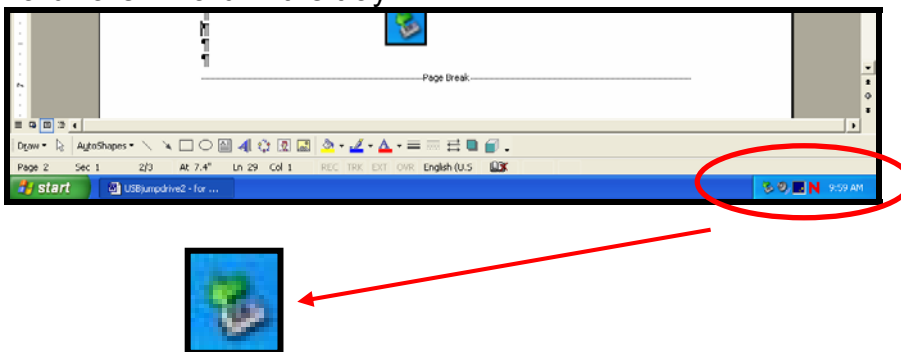 Page Break
Draw AutoShapes
Page 2 Sec 1 2/3 At 7.4" Ln 29 Col 1 REC TRK EXT OVR English (U.S
start USBjumpdrive2 - for ... N 9:59 AM